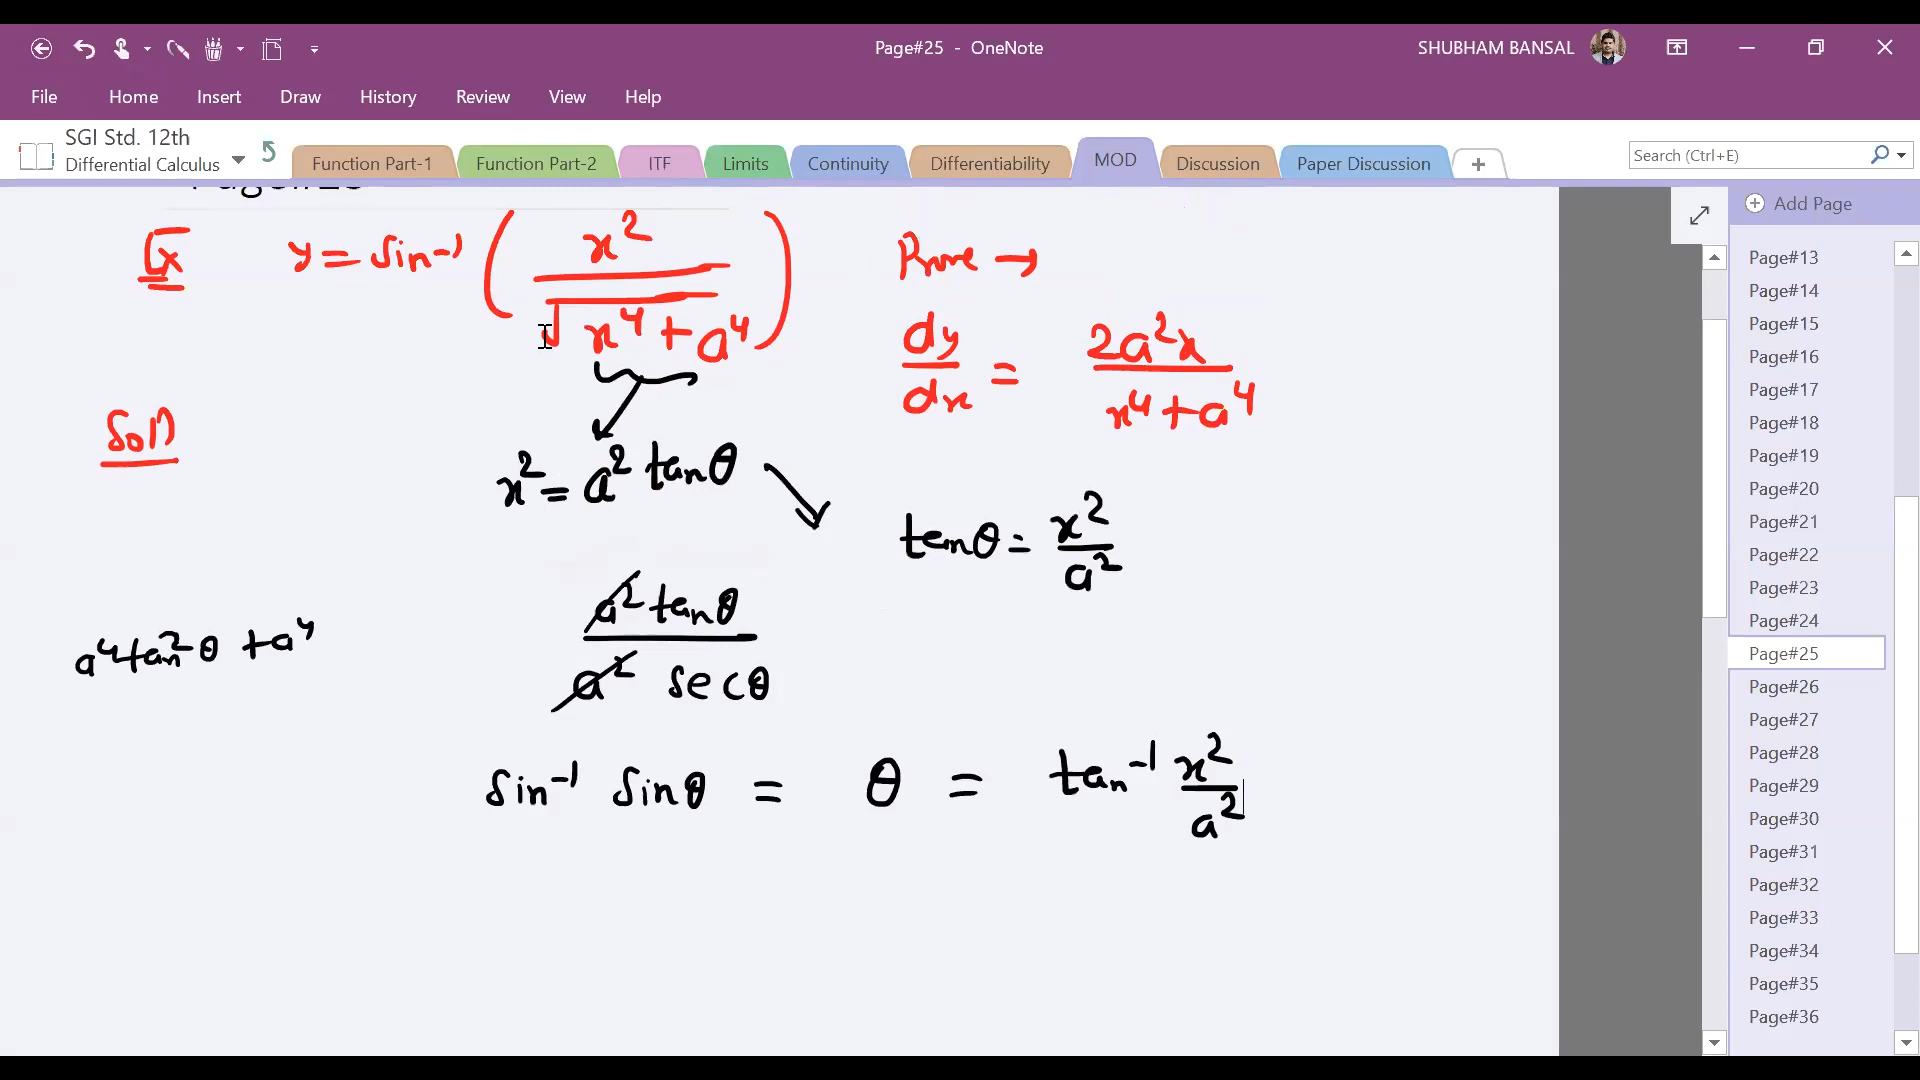 Page#25 - OneNote
SHUBHAM BANSAL
File Home Insert Draw History Review View Help
SGI Std. 12th
Differential Calculus
Function Part-1 Function Part-2 ITF Limits Continuity Differentiability MOD Discussion Paper Discussion +
Search (Ctrl+E)
Add Page
Ex y = sin⁻¹ ( x² / √(x⁴ + a⁴) ) Prove →
dy/dx = 2a²x / x⁴ + a⁴
Soln
x² = a² tanθ
tanθ = x²/a²
a² tanθ / a² secθ
a⁴tan²θ + a⁴
sin⁻¹ sinθ = θ = tan⁻¹ x²/a²
Page#13
Page#14
Page#15
Page#16
Page#17
Page#18
Page#19
Page#20
Page#21
Page#22
Page#23
Page#24
Page#25
Page#26
Page#27
Page#28
Page#29
Page#30
Page#31
Page#32
Page#33
Page#34
Page#35
Page#36